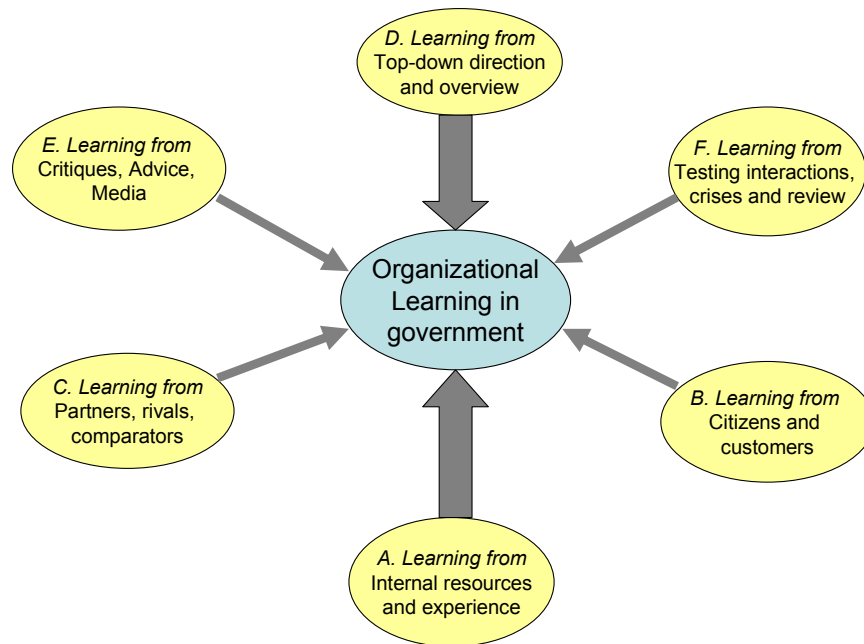 D. Learning from
Top-down direction
and overview
E. Learning from
Critiques, Advice,
Media
F. Learning from
Testing interactions,
crises and review
Organizational
Learning in
government
C. Learning from
Partners, rivals,
comparators
B. Learning from
Citizens and
customers
A. Learning from
Internal resources
and experience